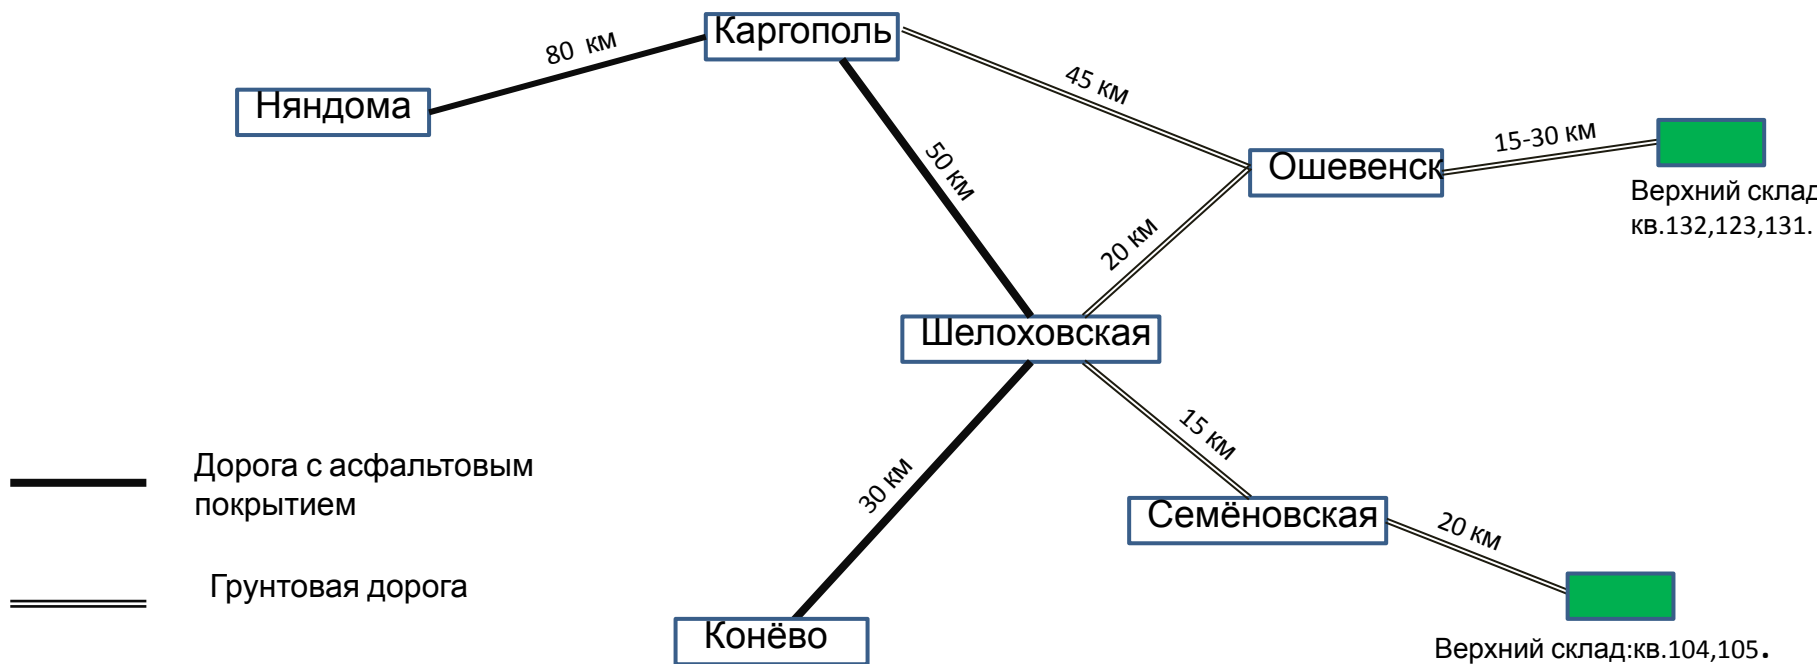 Каргополь
80 км
Няндома
45 км
50 км
Ошевенск
15-30 км
Верхний склад
кв.132,123,131.
20 км
Шелоховская
15 км
30 км
Дорога с асфальтовым
покрытием
Семёновская
20 км
Грунтовая дорога
Конёво
Верхний склад:кв.104,105.